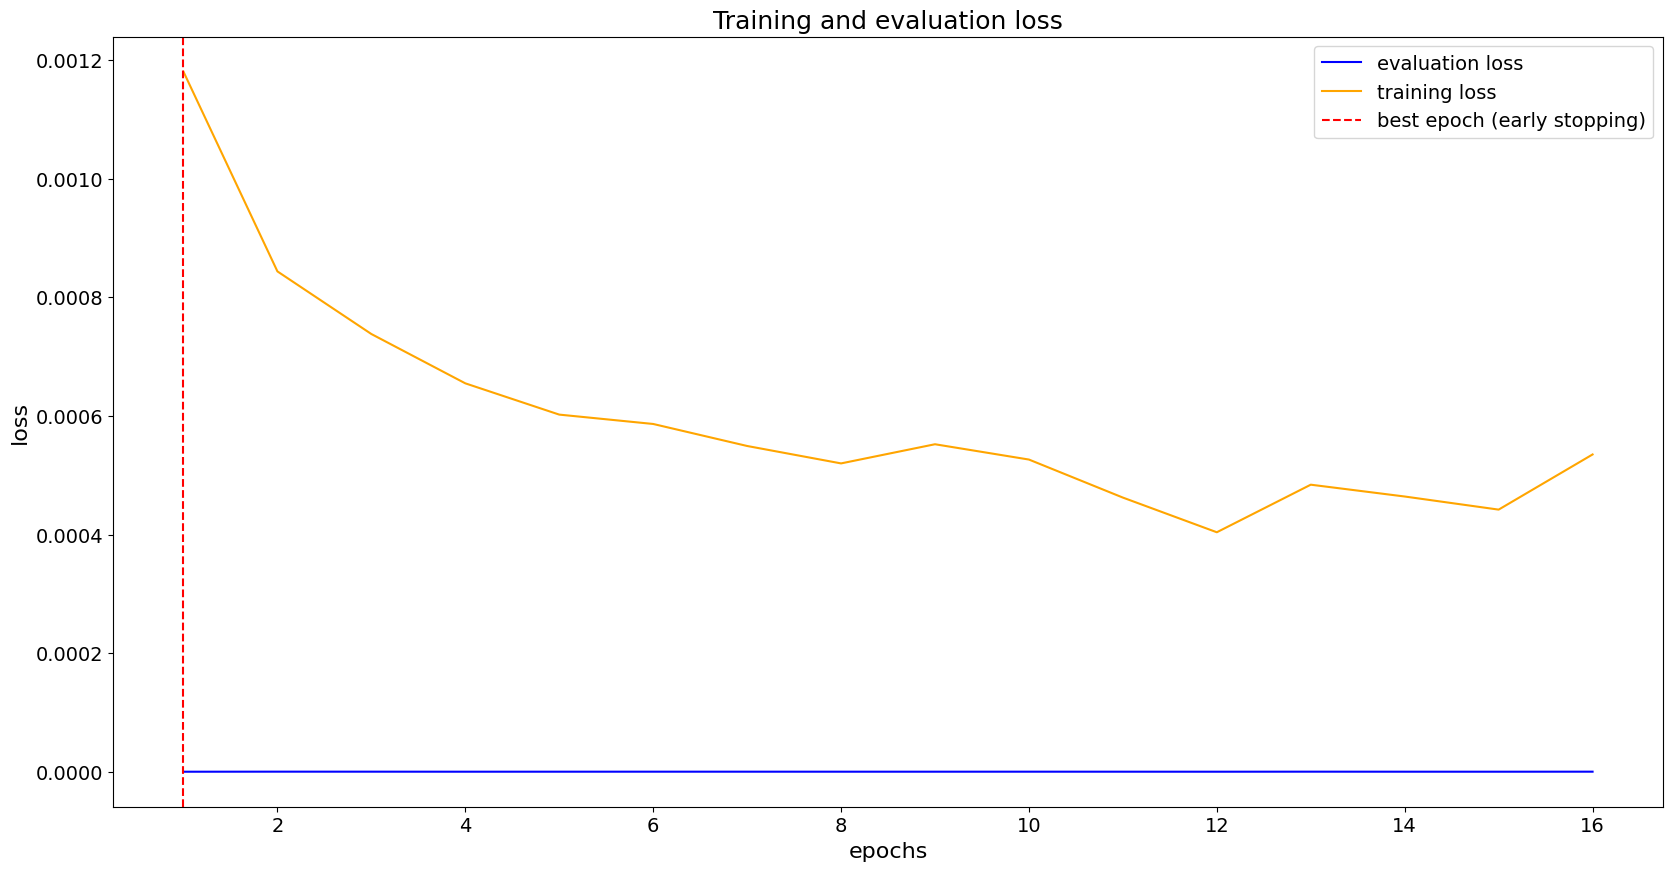 Training and evaluation loss
evaluation loss
training loss
best epoch (early stopping)
loss
0.0012
0.0010
0.0008
0.0006
0.0004
0.0002
0.0000
2 4 6 8 10 12 14 16
epochs